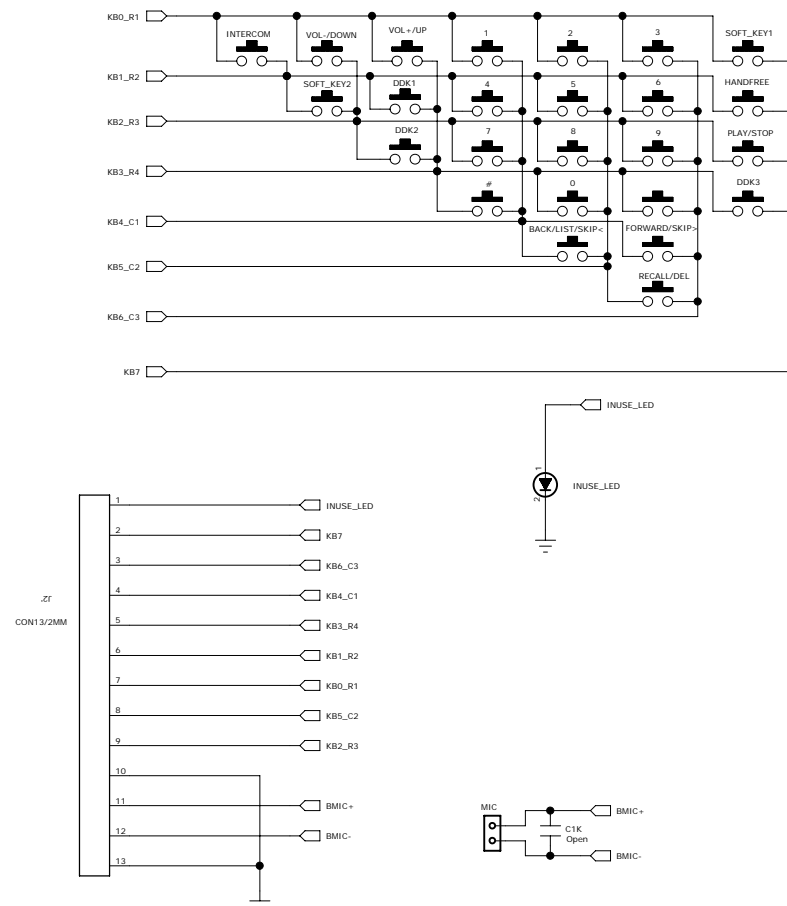 KB0_R1
INTERCOM
VOL-/DOWN
VOL+/UP
1
2
3
SOFT_KEY1
KB1_R2
SOFT_KEY2
DDK1
4
5
6
HANDFREE
KB2_R3
DDK2
7
8
9
PLAY/STOP
KB3_R4
#
0
DDK3
KB4_C1
BACK/LIST/SKIP<
FORWARD/SKIP>
KB5_C2
RECALL/DEL
KB6_C3
KB7
INUSE_LED
1
2
INUSE_LED
CON13/2MM
1
INUSE_LED
2
KB7
3
KB6_C3
4
KB4_C1
5
KB3_R4
6
KB1_R2
7
KB0_R1
8
KB5_C2
9
KB2_R3
10
11
BMIC+
12
BMIC-
13
MIC
C1K
Open
BMIC+
BMIC-